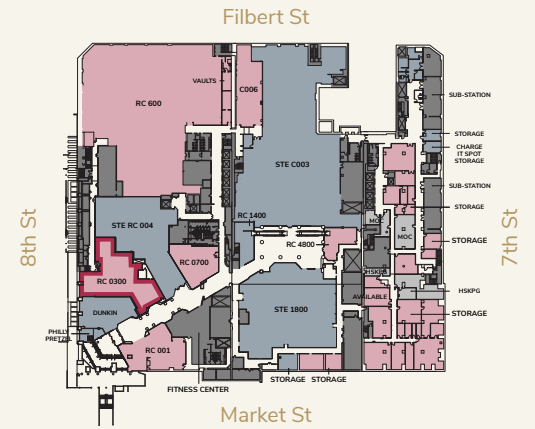 Filbert St
VAULTS
C006
RC 600
SUB-STATION
STORAGE
CHARGE
IT SPOT
STORAGE
STE C003
SUB-STATION
STORAGE
RC 1400
MOC
STE RC 004
MOC
RC 4800
STORAGE
8th St
7th St
RC 0700
HSKPG
RC 0300
HSKPG
AVAILABLE
DUNKIN
STE 1800
STORAGE
PHILLY
PRETZEL
RC 001
STORAGE
STORAGE
FITNESS CENTER
Market St